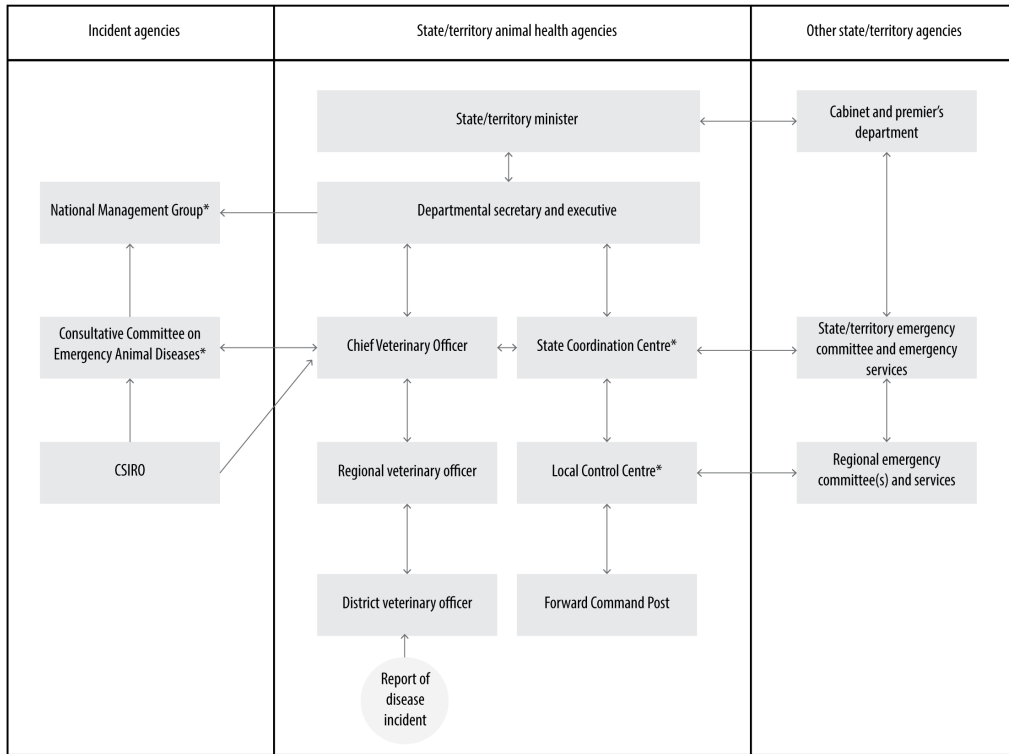 Incident agencies
State/territory animal health agencies
Other state/territory agencies
State/territory minister
Cabinet and premier's
department
National Management Group*
Departmental secretary and executive
Consultative Committee on
Emergency Animal Diseases*
Chief Veterinary Officer
State Coordination Centre*
State/territory emergency
committee and emergency
services
CSIRO
Regional veterinary officer
Local Control Centre*
Regional emergency
committee(s) and services
District veterinary officer
Forward Command Post
Report of
disease
incident